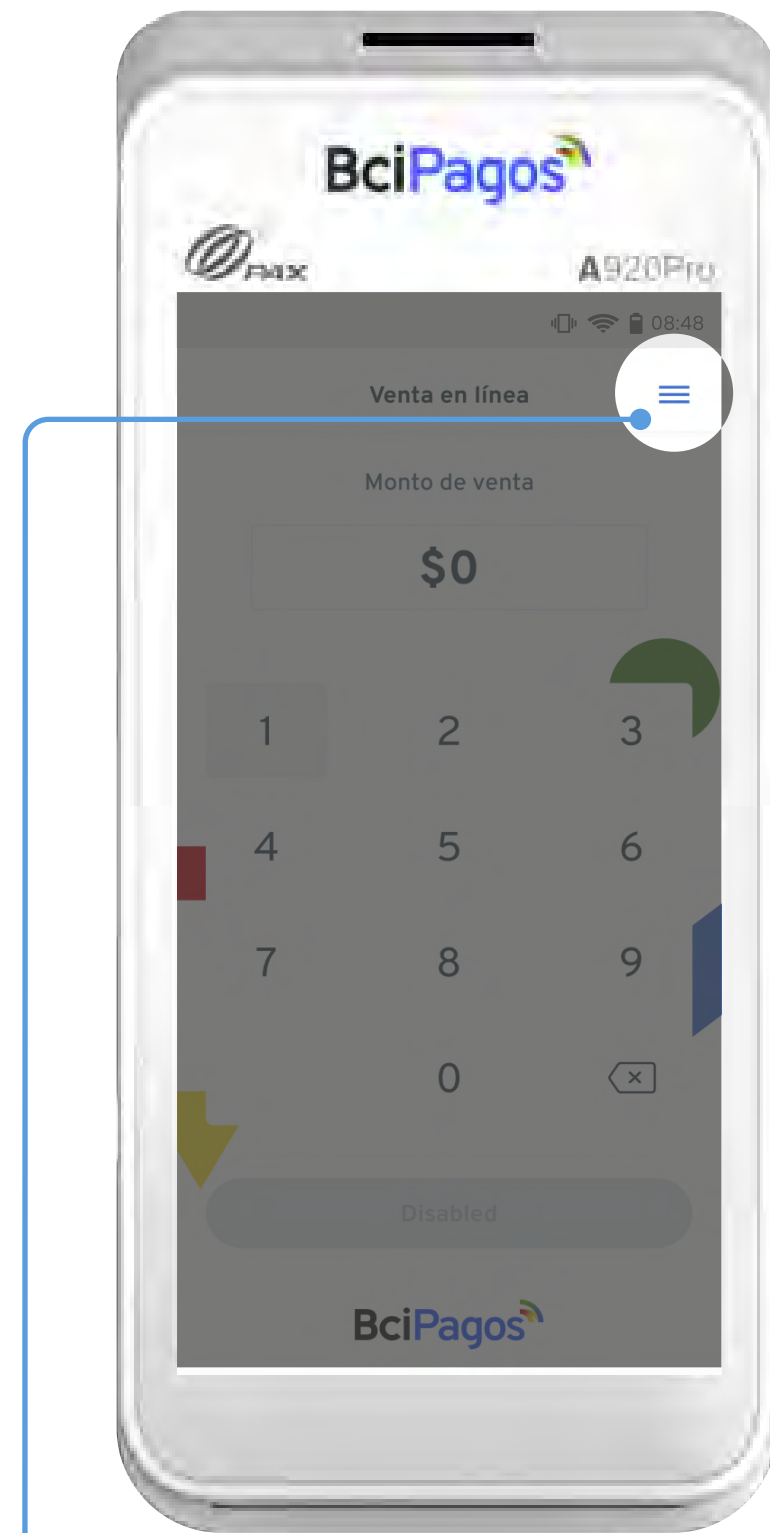 BciPagos
PAX
A920Pro
08:48
Venta en línea
Monto de venta
$0
1 2 3
4 5 6
7 8 9
0
Disabled
BciPagos